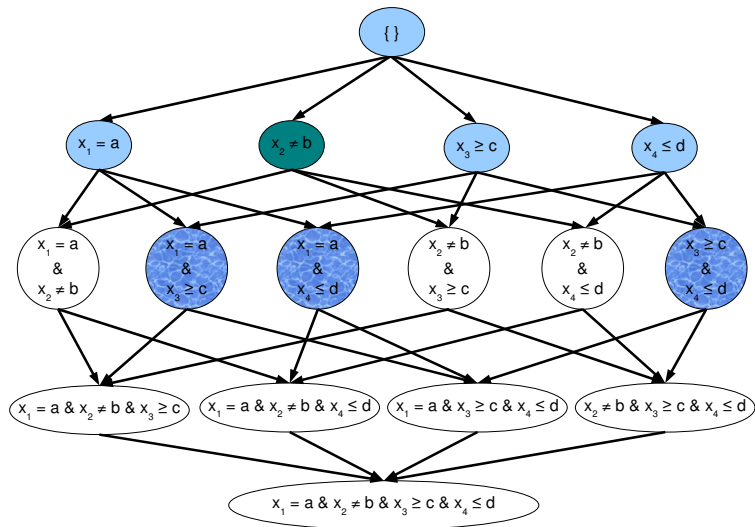 { }
x₁ = a
x₂ ≠ b
x₃ ≥ c
x₄ ≤ d
x₁ = a
&
x₂ ≠ b
x₁ = a
&
x₃ ≥ c
x₁ = a
&
x₄ ≤ d
x₂ ≠ b
&
x₃ ≥ c
x₂ ≠ b
&
x₄ ≤ d
x₃ ≥ c
&
x₄ ≤ d
x₁ = a & x₂ ≠ b & x₃ ≥ c
x₁ = a & x₂ ≠ b & x₄ ≤ d
x₁ = a & x₃ ≥ c & x₄ ≤ d
x₂ ≠ b & x₃ ≥ c & x₄ ≤ d
x₁ = a & x₂ ≠ b & x₃ ≥ c & x₄ ≤ d